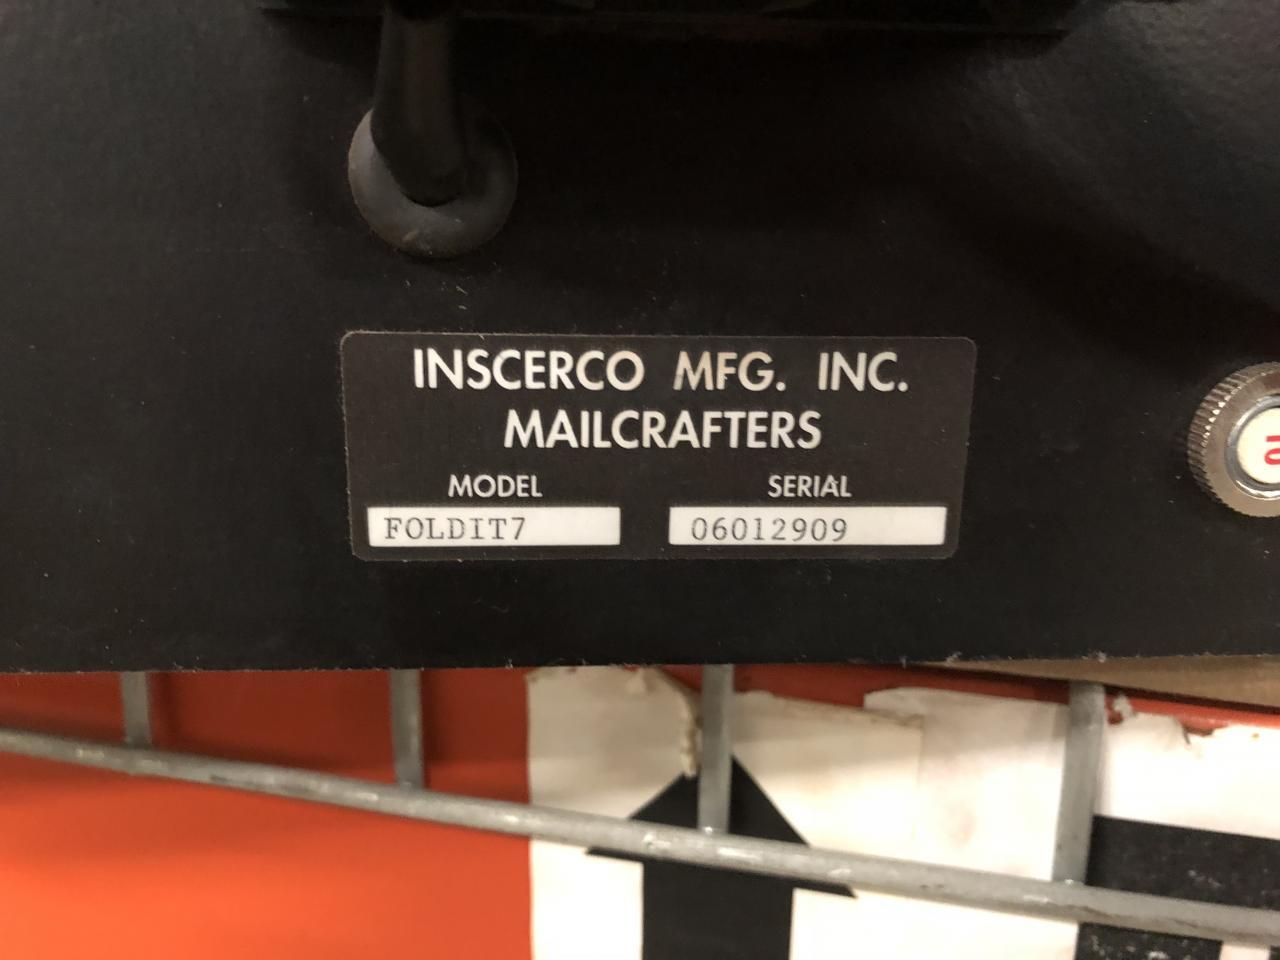 INSCERCO MFG. INC.
MAILCRAFTERS
MODEL SERIAL
FOLDIT7 06012909